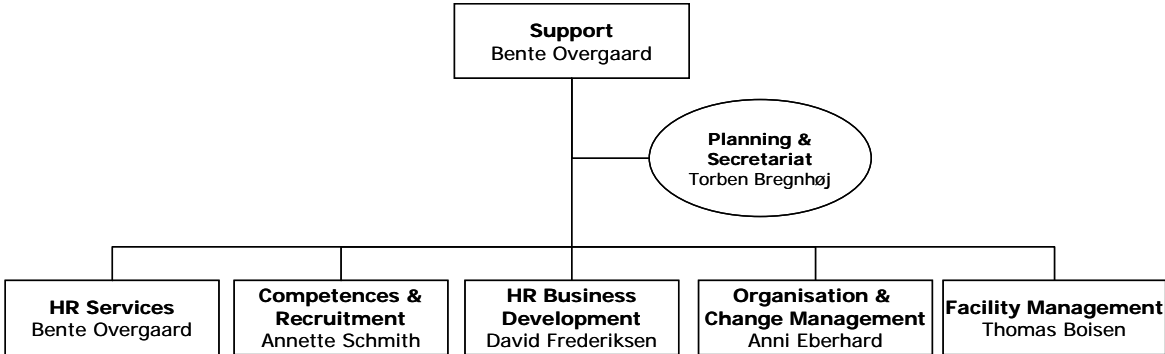 Support
Bente Overgaard
Planning &
Secretariat
Torben Bregnhøj
HR Services
Bente Overgaard
Competences &
Recruitment
Annette Schmith
HR Business
Development
David Frederiksen
Organisation &
Change Management
Anni Eberhard
Facility Management
Thomas Boisen